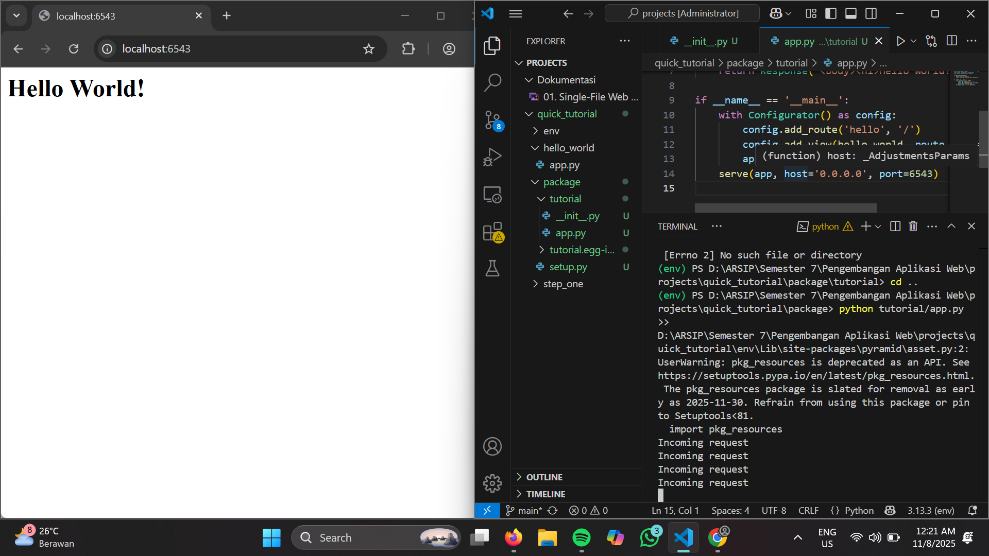 localhost:6543
localhost:6543
Hello World!
projects [Administrator]
EXPLORER
PROJECTS
Dokumentasi
01. Single-File Web ...
quick_tutorial
env
hello_world
app.py
package
tutorial
__init__.py U
app.py U
tutorial.egg-i...
setup.py U
step_one
OUTLINE
TIMELINE
__init__.py U
app.py ...\tutorial U
quick_tutorial > package > tutorial > app.py > ...
7 return Response('<body><h1>Hello World!
8
9 if __name__ == '__main__':
10 with Configurator() as config:
11 config.add_route('hello', '/')
12 config.add_view(hello_world, route
13 ap
(function) host: _AdjustmentsParams
14 serve(app, host='0.0.0.0', port=6543)
15
TERMINAL
python
[Errno 2] No such file or directory
(env) PS D:\ARSIP\Semester 7\Pengembangan Aplikasi Web\p
rojects\quick_tutorial\package\tutorial> cd ..
(env) PS D:\ARSIP\Semester 7\Pengembangan Aplikasi Web\p
rojects\quick_tutorial\package> python tutorial/app.py
>>
D:\ARSIP\Semester 7\Pengembangan Aplikasi Web\projects\q
uick_tutorial\env\Lib\site-packages\pyramid\asset.py:2:
UserWarning: pkg_resources is deprecated as an API. See
https://setuptools.pypa.io/en/latest/pkg_resources.html.
The pkg_resources package is slated for removal as earl
y as 2025-11-30. Refrain from using this package or pin
to Setuptools<81.
import pkg_resources
Incoming request
Incoming request
Incoming request
Incoming request
8
main*
0 0
Ln 15, Col 1
Spaces: 4
UTF-8
CRLF
{ } Python
3.13.3 (env)
8
26°C
Berawan
Search
3
ENG
US
12:21 AM
11/8/2025